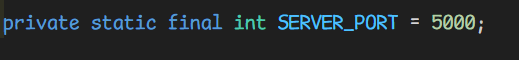 private static final int SERVER_PORT = 5000;